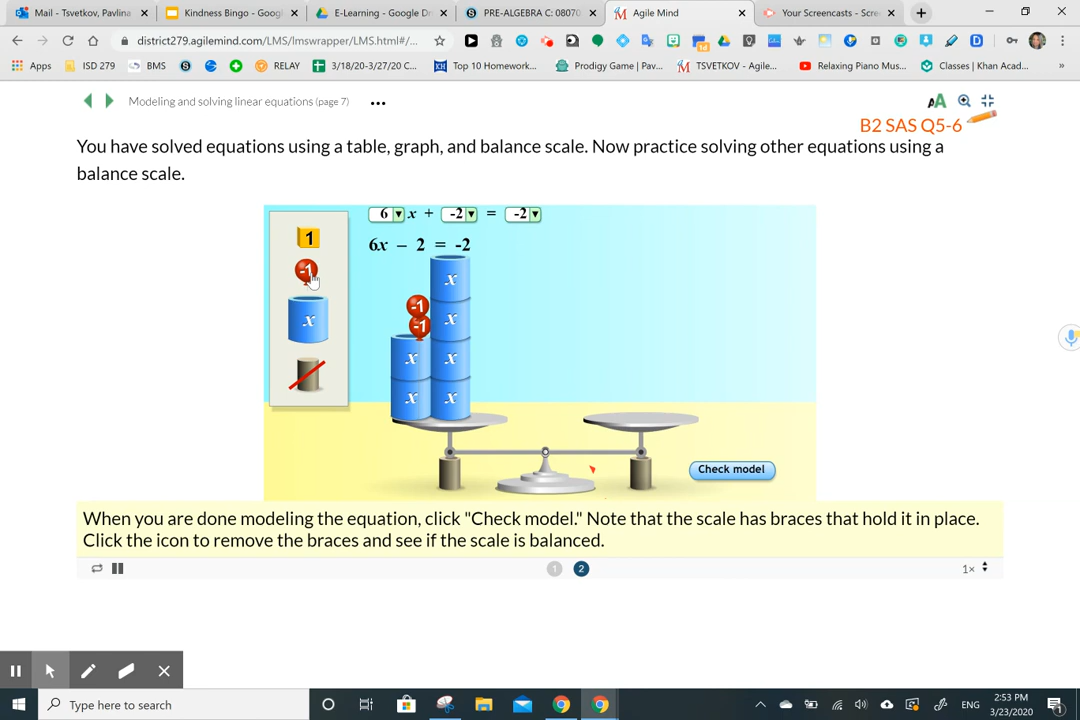 Mail - Tsvetkov, Pavlina
Kindness Bingo - Goog
E-Learning - Google Dr
PRE-ALGEBRA C: 0807
Agile Mind
Your Screencasts - Scre
district279.agilemind.com/LMS/lmswrapper/LMS.html#/...
Apps
ISD 279
BMS
RELAY
3/18/20-3/27/20 C...
Top 10 Homework...
Prodigy Game | Pav...
TSVETKOV - Agile...
Relaxing Piano Mus...
Classes | Khan Acad...
»
Modeling and solving linear equations (page 7)
AA
B2 SAS Q5-6
You have solved equations using a table, graph, and balance scale. Now practice solving other equations using a
balance scale.
6 x + -2 = -2
6x − 2 = -2
1
-1
x
x
-1
x
-1
x
x
x
x
Check model
When you are done modeling the equation, click "Check model." Note that the scale has braces that hold it in place.
Click the icon to remove the braces and see if the scale is balanced.
1
2
1×
Type here to search
ENG
2:53 PM
3/23/2020